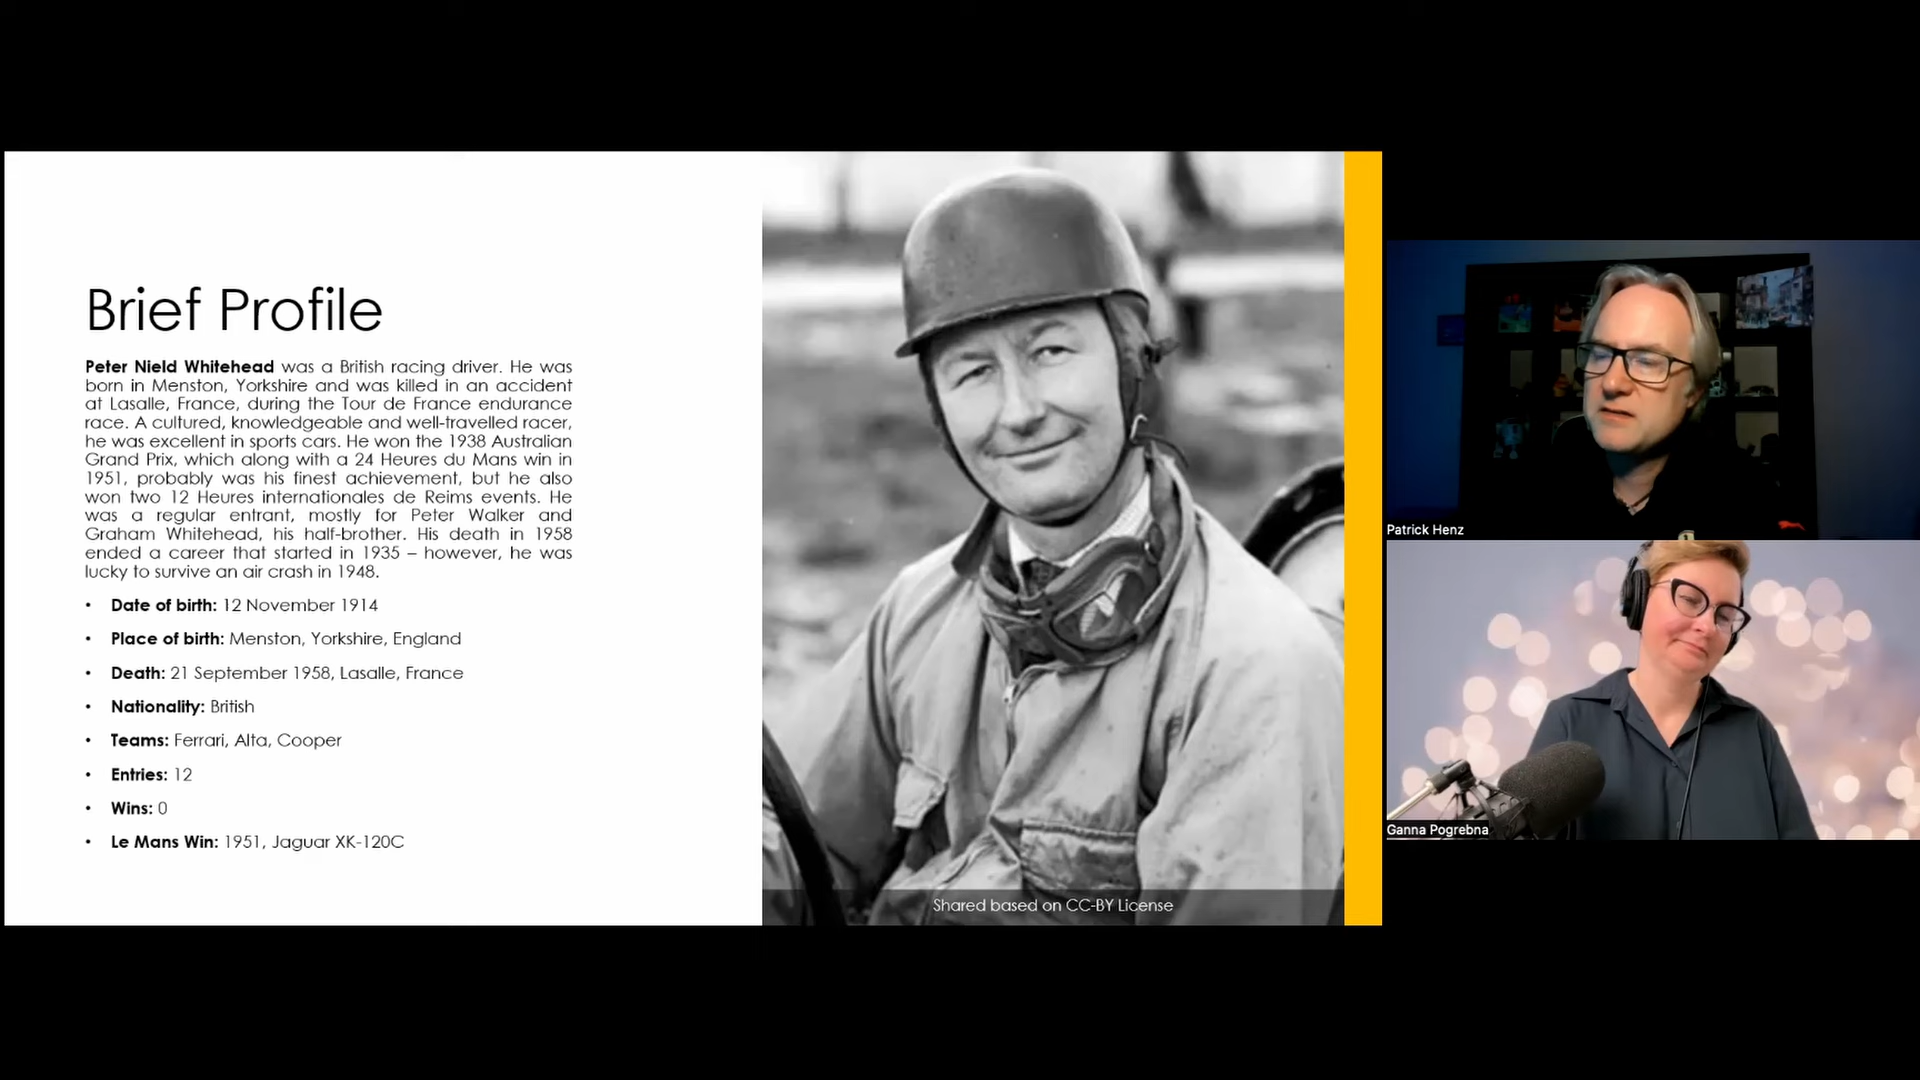 Brief Profile
Peter Nield Whitehead was a British racing driver. He was
born in Menston, Yorkshire and was killed in an accident
at Lasalle, France, during the Tour de France endurance
race. A cultured, knowledgeable and well-travelled racer,
he was excellent in sports cars. He won the 1938 Australian
Grand Prix, which along with a 24 Heures du Mans win in
1951, probably was his finest achievement, but he also
won two 12 Heures internationales de Reims events. He
was a regular entrant, mostly for Peter Walker and
Graham Whitehead, his half-brother. His death in 1958
ended a career that started in 1935 – however, he was
lucky to survive an air crash in 1948.
• Date of birth: 12 November 1914
• Place of birth: Menston, Yorkshire, England
• Death: 21 September 1958, Lasalle, France
• Nationality: British
• Teams: Ferrari, Alta, Cooper
• Entries: 12
• Wins: 0
• Le Mans Win: 1951, Jaguar XK-120C
Shared based on CC-BY License
Patrick Henz
Ganna Pogrebna